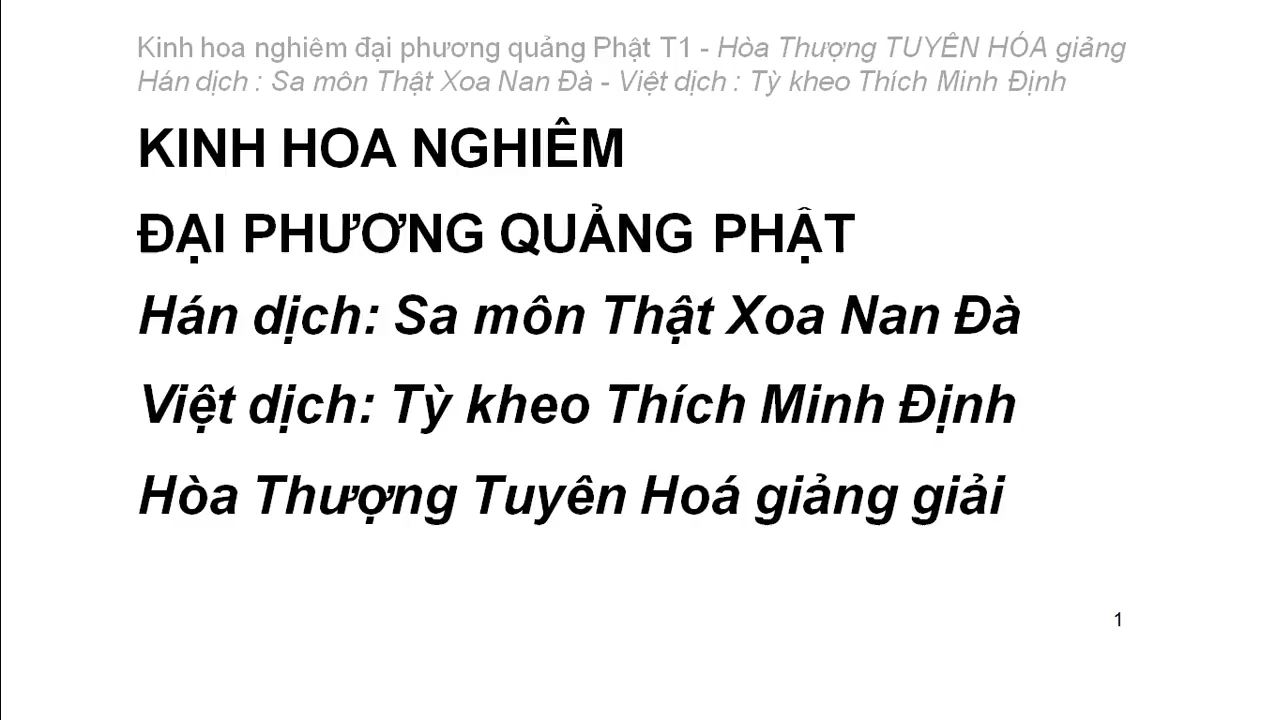 Kinh hoa nghiêm đại phương quảng Phật T1 - Hòa Thượng TUYÊN HÓA giảng
Hán dịch : Sa môn Thật Xoa Nan Đà - Việt dịch : Tỳ kheo Thích Minh Định
KINH HOA NGHIÊM
ĐẠI PHƯƠNG QUẢNG PHẬT
Hán dịch: Sa môn Thật Xoa Nan Đà
Việt dịch: Tỳ kheo Thích Minh Định
Hòa Thượng Tuyên Hoá giảng giải
1